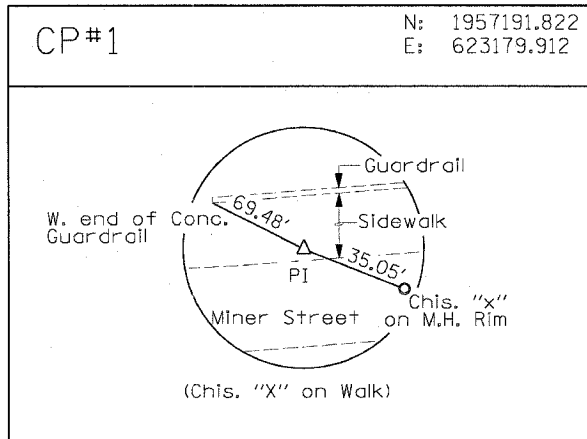 CP#1
N: 1957191.822
E: 623179.912
Guardrail
W. end of Conc.
Guardrail
69.48'
Sidewalk
35.05'
PI
Chis. "x"
on M.H. Rim
Miner Street
(Chis. "X" on Walk)